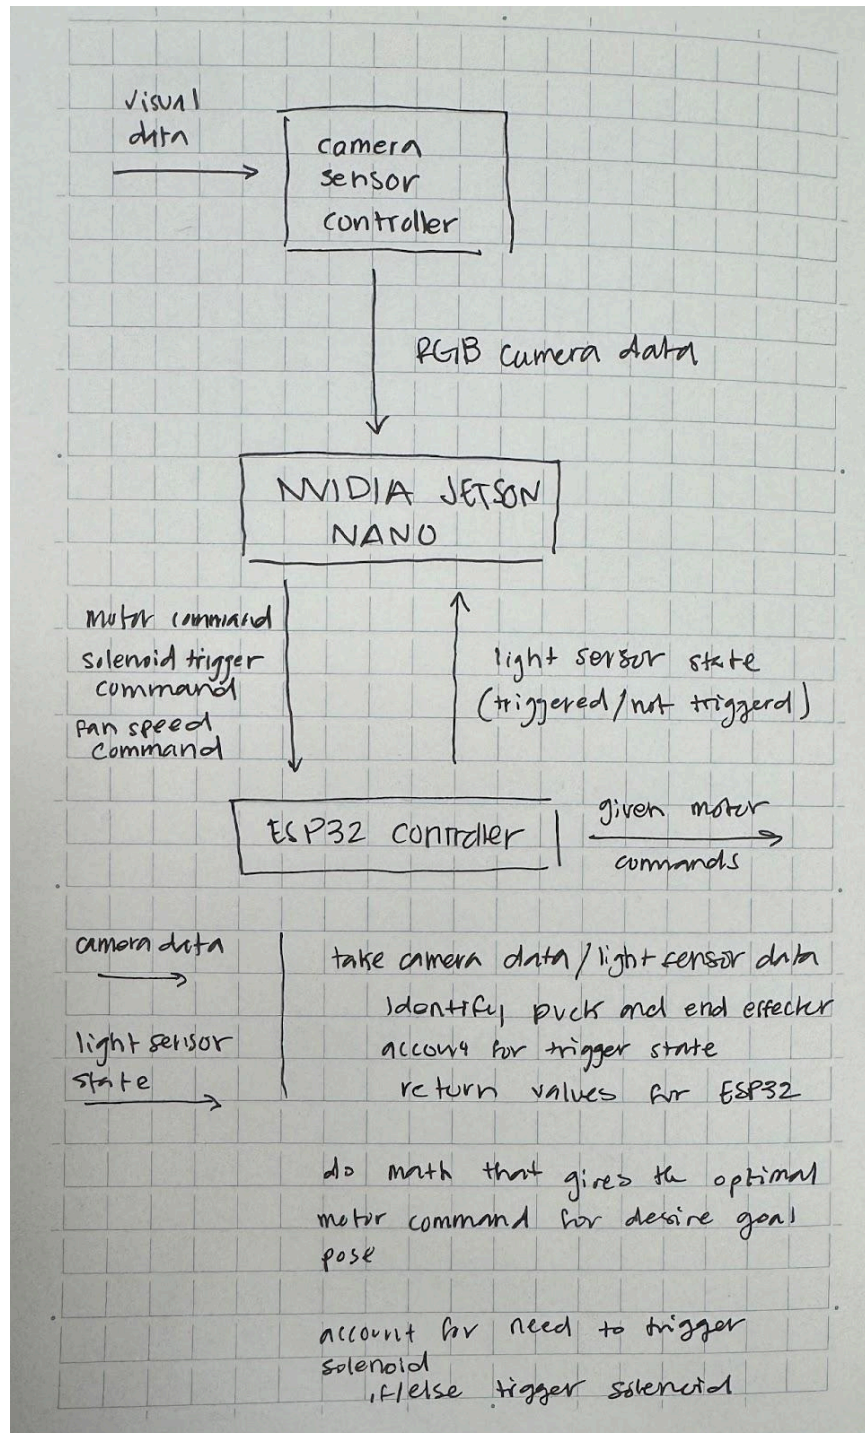 visual
data
camera
sensor
controller
RGB camera data
NVIDIA JETSON
NANO
motor command
solenoid trigger
command
fan speed
command
light sensor state
(triggered/not triggerd)
ESP32 controller
given motor
commands
camera data
light sensor
state
take camera data/light sensor data
identify puck and end effector
account for trigger state
return values for ESP32
do math that gives the optimal
motor command for desire goal
pose
account for need to trigger
solenoid
if/else tigger solenoid